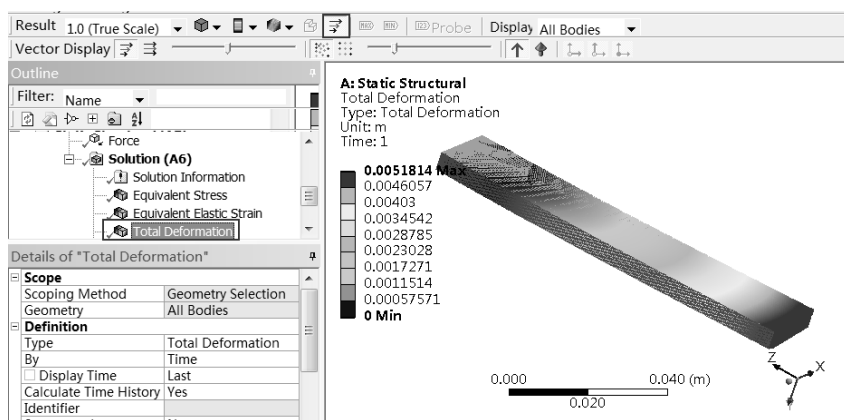 Result 1.0 (True Scale) Probe Display All Bodies
Vector Display
Outline
Filter: Name
Force
Solution (A6)
Solution Information
Equivalent Stress
Equivalent Elastic Strain
Total Deformation
Details of "Total Deformation"
Scope
Scoping Method Geometry Selection
Geometry All Bodies
Definition
Type Total Deformation
By Time
Display Time Last
Calculate Time History Yes
Identifier
A: Static Structural
Total Deformation
Type: Total Deformation
Unit: m
Time: 1
0.0051814 Max
0.0046057
0.00403
0.0034542
0.0028785
0.0023028
0.0017271
0.0011514
0.00057571
0 Min
0.000 0.040 (m)
0.020
Z
X